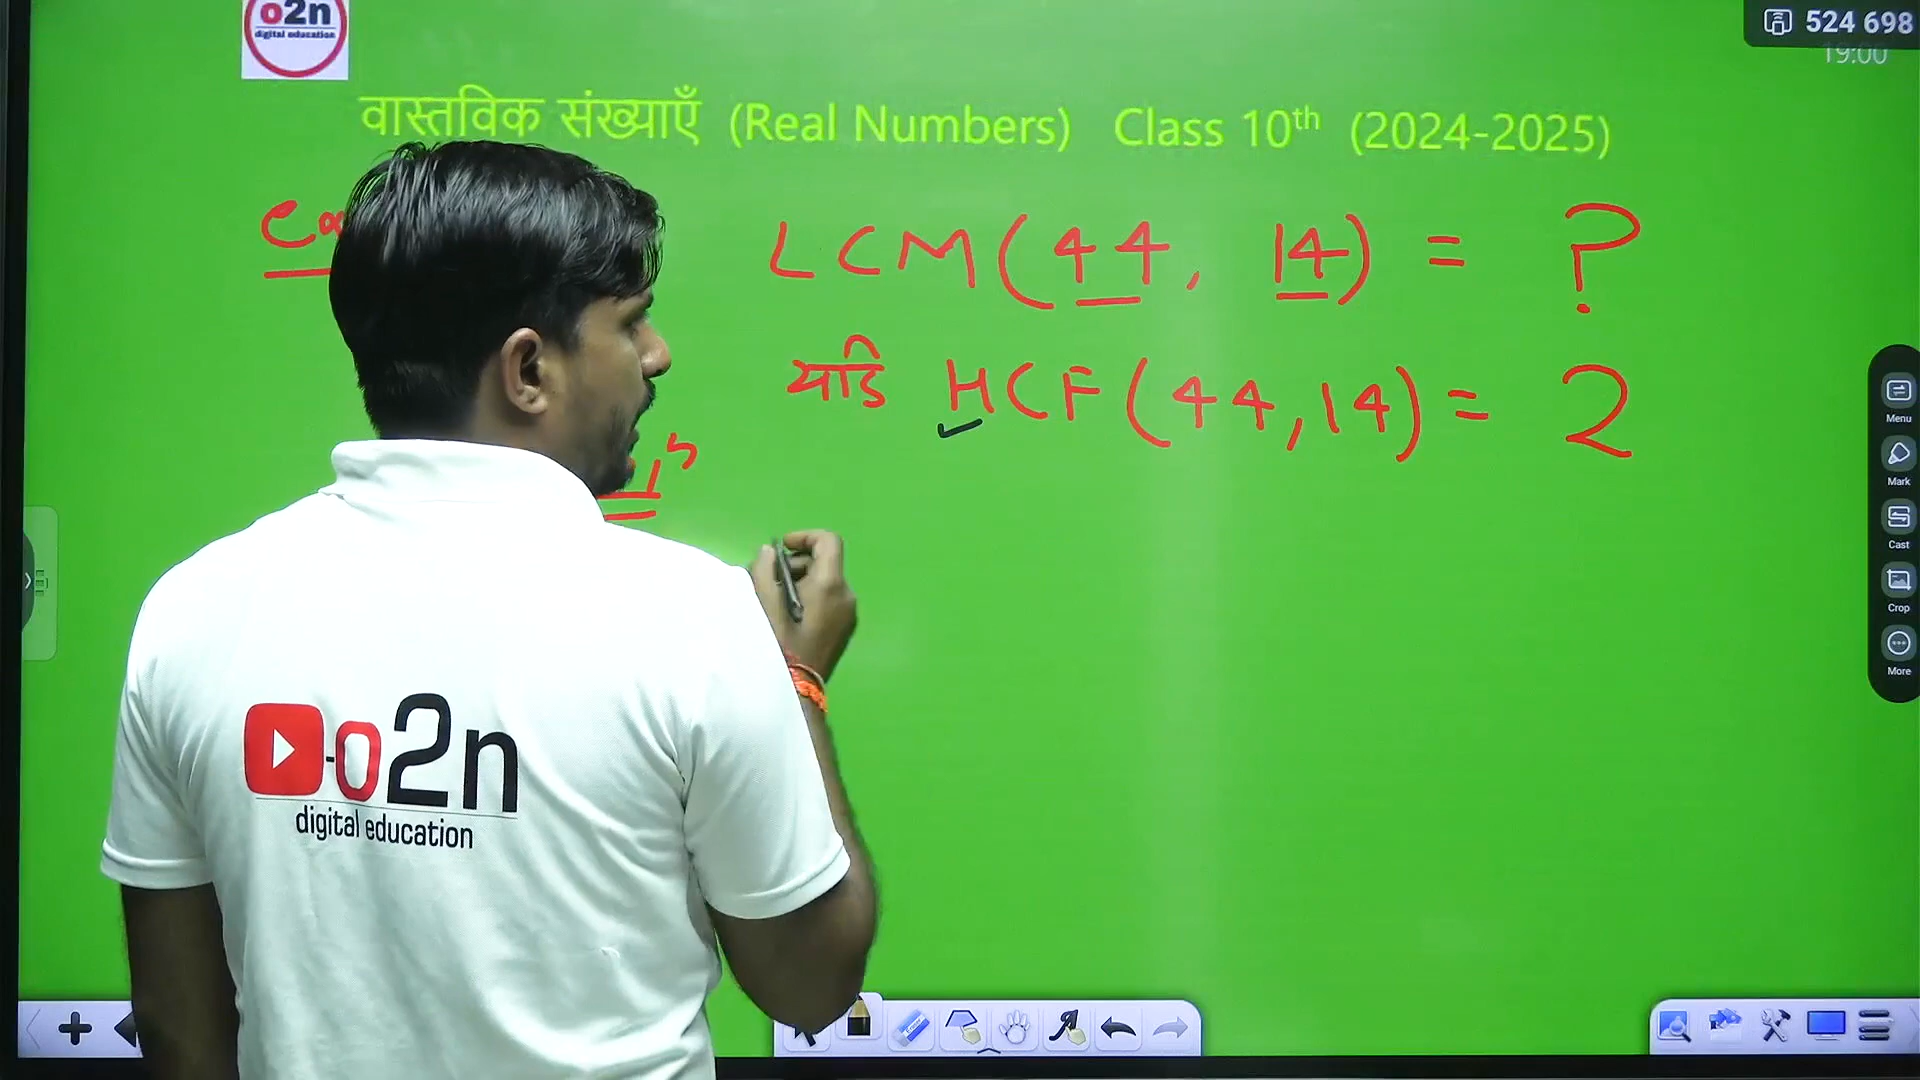 o2n
digital education
524 698
19:00
वास्तविक संख्याएँ (Real Numbers) Class 10th (2024-2025)
LCM(44, 14) = ?
यदि HCF(44,14) = 2
Menu
Mark
Cast
Crop
More
o2n
digital education